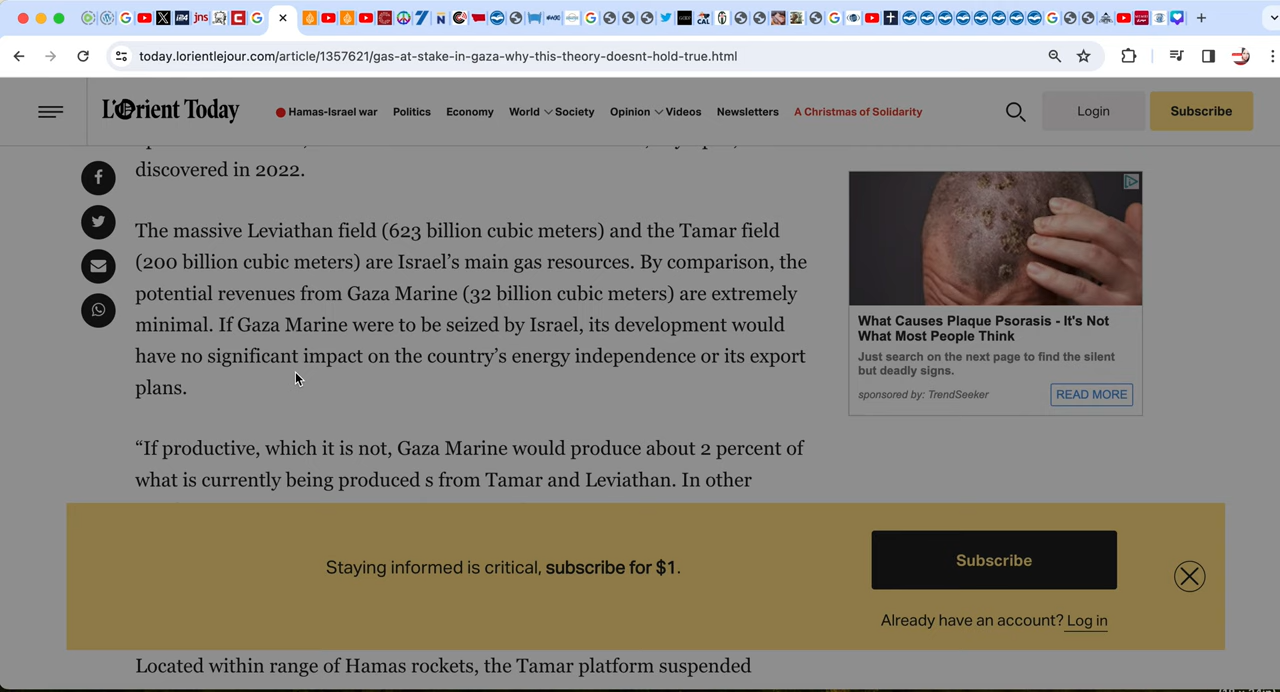 today.lorientlejour.com/article/1357621/gas-at-stake-in-gaza-why-this-theory-doesnt-hold-true.html
L'Orient Today
Hamas-Israel war
Politics
Economy
World
Society
Opinion
Videos
Newsletters
A Christmas of Solidarity
Login
Subscribe
discovered in 2022.
The massive Leviathan field (623 billion cubic meters) and the Tamar field
(200 billion cubic meters) are Israel's main gas resources. By comparison, the
potential revenues from Gaza Marine (32 billion cubic meters) are extremely
minimal. If Gaza Marine were to be seized by Israel, its development would
have no significant impact on the country's energy independence or its export
plans.
“If productive, which it is not, Gaza Marine would produce about 2 percent of
what is currently being produced s from Tamar and Leviathan. In other
What Causes Plaque Psoriasis - It's Not
What Most People Think
Just search on the next page to find the silent
but deadly signs.
sponsored by: TrendSeeker
READ MORE
Staying informed is critical, subscribe for $1.
Subscribe
Already have an account? Log in
Located within range of Hamas rockets, the Tamar platform suspended